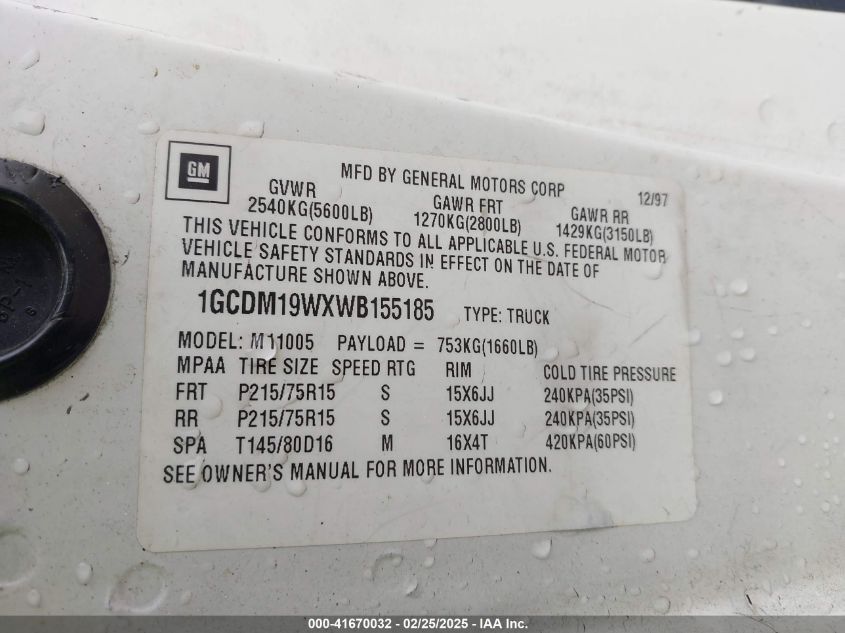 GM
MFD BY GENERAL MOTORS CORP 12/97
GVWR GAWR FRT GAWR RR
2540KG(5600LB) 1270KG(2800LB) 1429KG(3150LB)
THIS VEHICLE CONFORMS TO ALL APPLICABLE U.S. FEDERAL MOTOR
VEHICLE SAFETY STANDARDS IN EFFECT ON THE DATE OF
MANUFACTURE SHOWN ABOVE.
1GCDM19WXWB155185 TYPE: TRUCK
MODEL: M11005 PAYLOAD = 753KG(1660LB)
MPAA TIRE SIZE SPEED RTG RIM COLD TIRE PRESSURE
FRT P215/75R15 S 15X6JJ 240KPA(35PSI)
RR P215/75R15 S 15X6JJ 240KPA(35PSI)
SPA T145/80D16 M 16X4T 420KPA(60PSI)
SEE OWNER'S MANUAL FOR MORE INFORMATION.
000-41670032 - 02/25/2025 - IAA Inc.